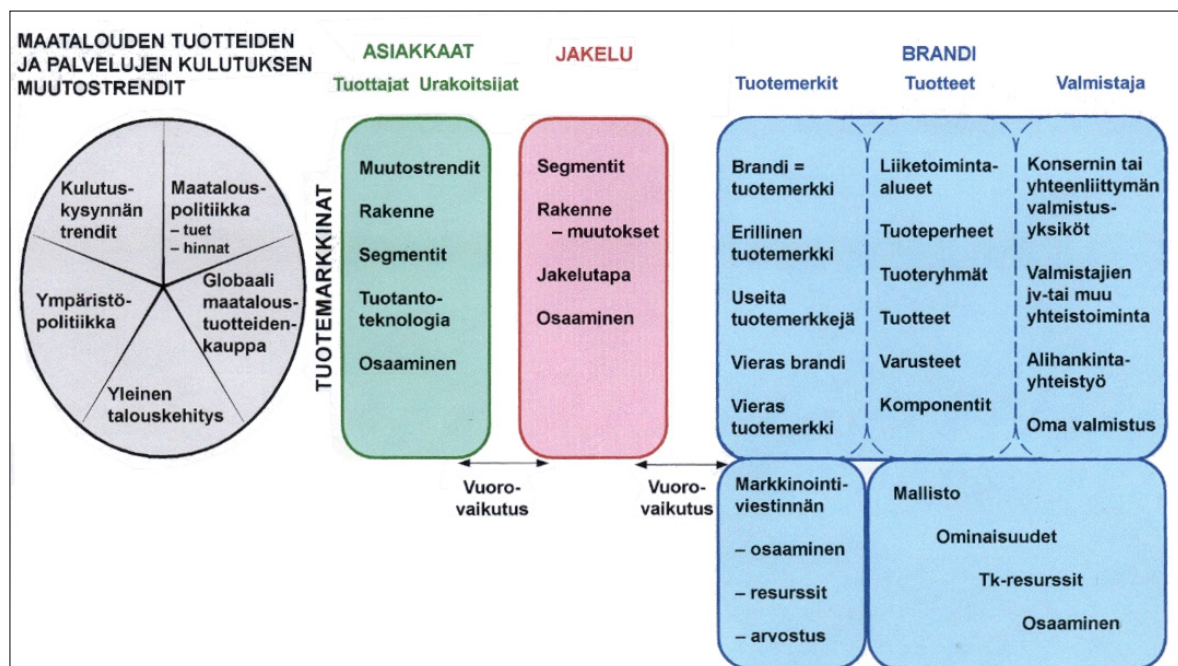 MAATALOUDEN TUOTTEIDEN
JA PALVELUJEN KULUTUKSEN
MUUTOSTRENDIT
Kulutus-
kysynnän
trendit
Maatalous-
politiikka
– tuet
– hinnat
Ympäristö-
politiikka
Globaali
maatalous-
tuotteiden-
kauppa
Yleinen
talouskehitys
TUOTEMARKKINAT
ASIAKKAAT
Tuottajat Urakoitsijat
Muutostrendit
Rakenne
Segmentit
Tuotanto-
teknologia
Osaaminen
Vuoro-
vaikutus
JAKELU
Segmentit
Rakenne
– muutokset
Jakelutapa
Osaaminen
Vuoro-
vaikutus
BRANDI
Tuotemerkit
Tuotteet
Valmistaja
Brandi =
tuotemerkki
Erillinen
tuotemerkki
Useita
tuotemerkkejä
Vieras brandi
Vieras
tuotemerkki
Liiketoiminta-
alueet
Tuoteperheet
Tuoteryhmät
Tuotteet
Varusteet
Komponentit
Konsernin tai
yhteenliittymän
valmistus-
yksiköt
Valmistajien
jv-tai muu
yhteistoiminta
Alihankinta-
yhteistyö
Oma valmistus
Markkinointi-
viestinnän
– osaaminen
– resurssit
– arvostus
Mallisto
Ominaisuudet
Tk-resurssit
Osaaminen